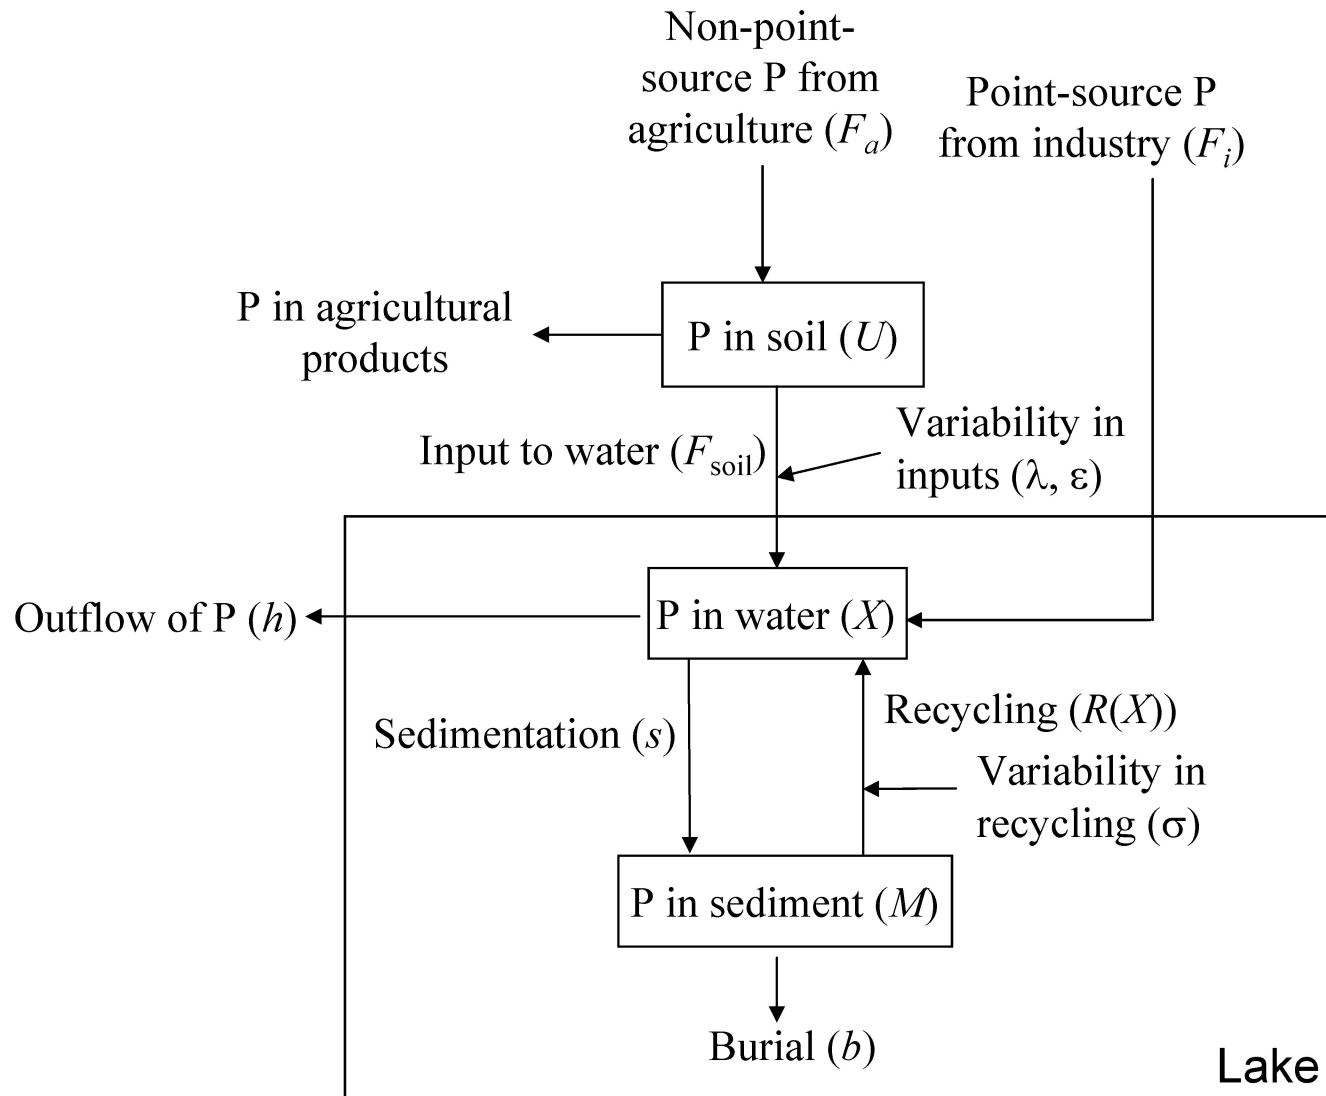 Non-point-
source P from
agriculture (Fa)
Point-source P
from industry (Fi)
P in agricultural
products
P in soil (U)
Input to water (Fsoil)
Variability in
inputs (λ, ε)
Outflow of P (h)
P in water (X)
Sedimentation (s)
Recycling (R(X))
Variability in
recycling (σ)
P in sediment (M)
Burial (b)
Lake